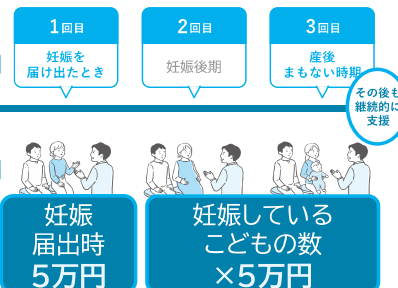 1回目
妊娠を
届け出たとき
2回目
妊娠後期
3回目
産後
まもない時期
その後も
継続的に
支援
妊娠
届出時
5万円
妊娠している
こどもの数
×5万円